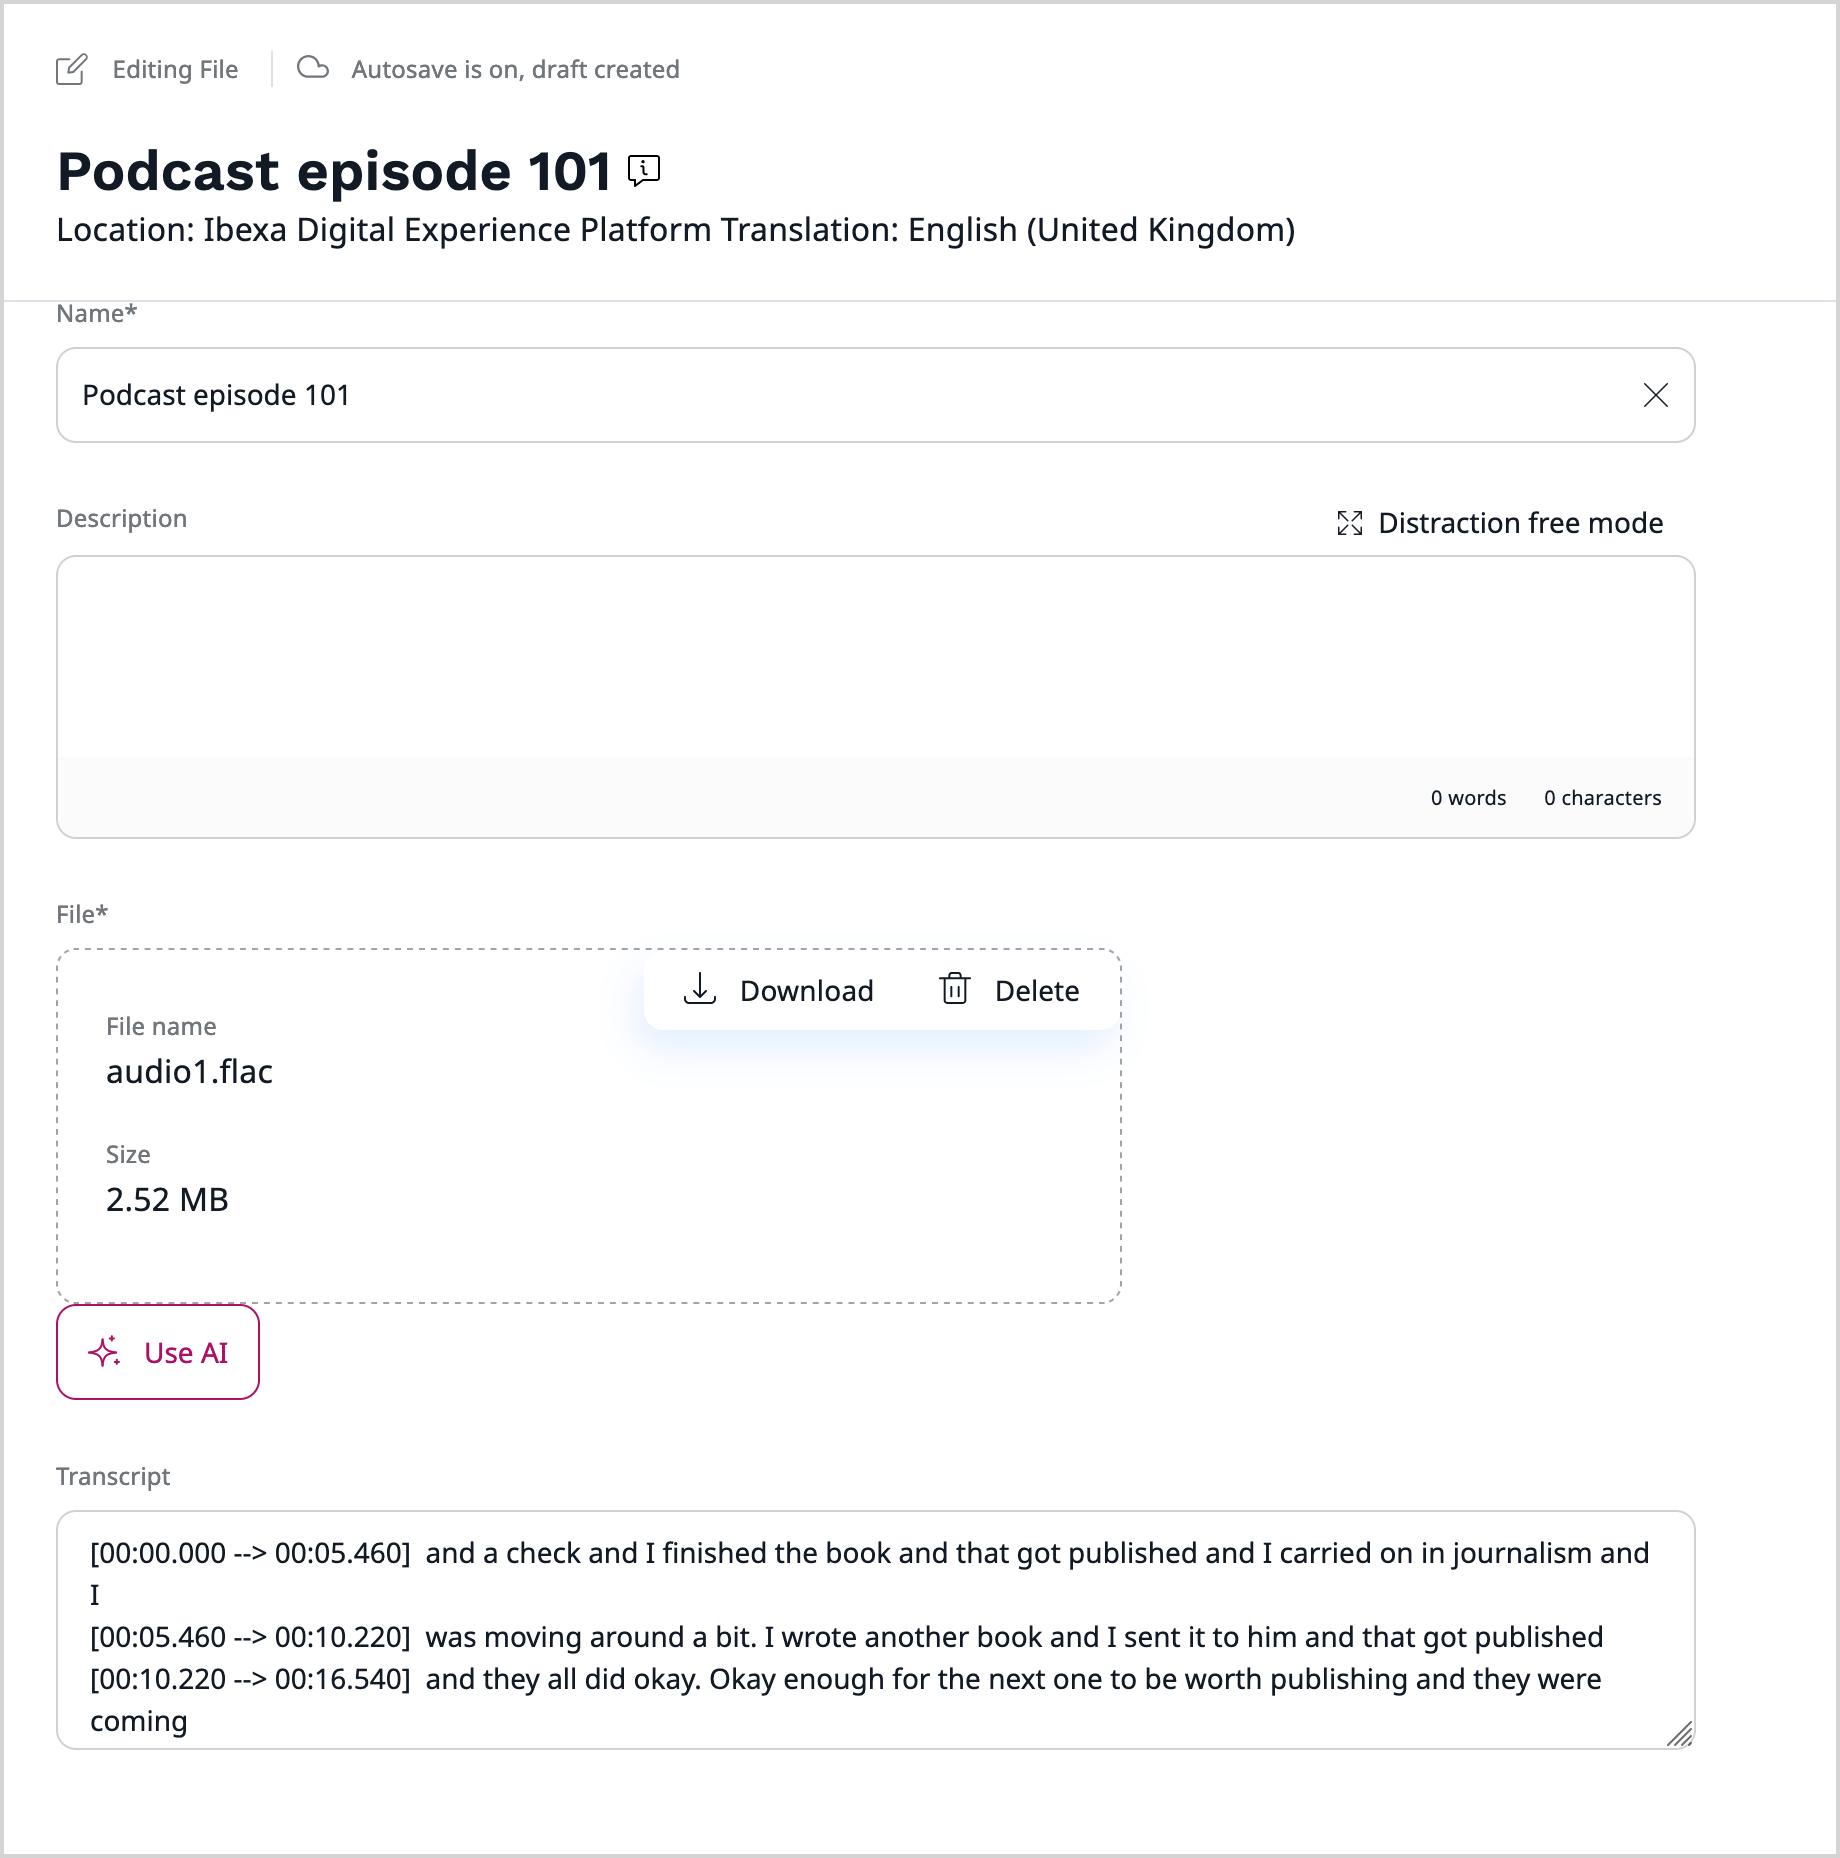 Editing File
Autosave is on, draft created
Podcast episode 101
Location: Ibexa Digital Experience Platform Translation: English (United Kingdom)
Name*
Podcast episode 101
Description
Distraction free mode
0 words 0 characters
File*
Download Delete
File name
audio1.flac
Size
2.52 MB
Use AI
Transcript
[00:00.000 --> 00:05.460]  and a check and I finished the book and that got published and I carried on in journalism and
I
[00:05.460 --> 00:10.220]  was moving around a bit. I wrote another book and I sent it to him and that got published
[00:10.220 --> 00:16.540]  and they all did okay. Okay enough for the next one to be worth publishing and they were
coming